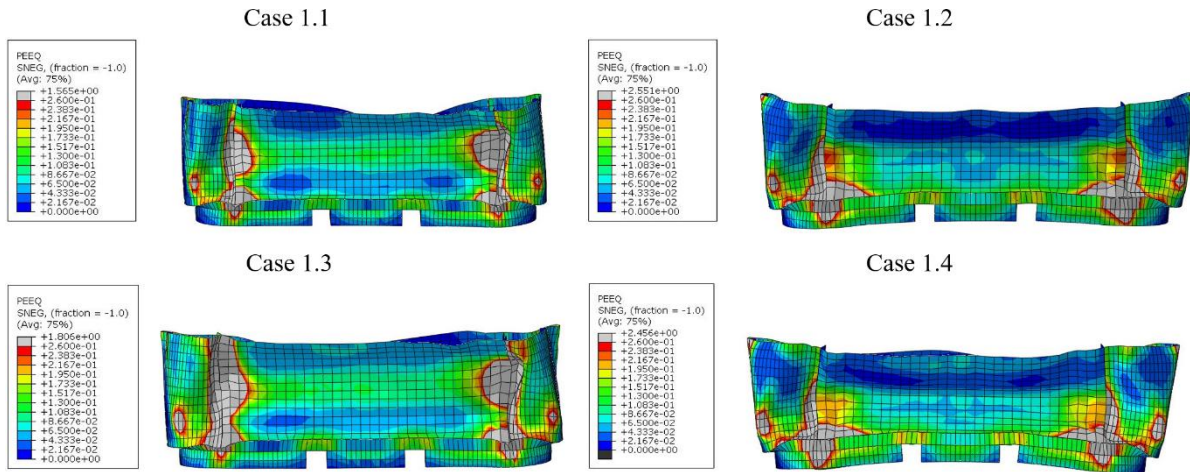 Case 1.1
PEEQ
SNEG, (fraction = -1.0)
(Avg: 75%)
+1.565e+00
+2.600e-01
+2.383e-01
+2.167e-01
+1.950e-01
+1.733e-01
+1.517e-01
+1.300e-01
+1.083e-01
+8.667e-02
+6.500e-02
+4.333e-02
+2.167e-02
+0.000e+00
Case 1.2
PEEQ
SNEG, (fraction = -1.0)
(Avg: 75%)
+2.551e+00
+2.600e-01
+2.383e-01
+2.167e-01
+1.950e-01
+1.733e-01
+1.517e-01
+1.300e-01
+1.083e-01
+8.667e-02
+6.500e-02
+4.333e-02
+2.167e-02
+0.000e+00
Case 1.3
PEEQ
SNEG, (fraction = -1.0)
(Avg: 75%)
+1.806e+00
+2.600e-01
+2.383e-01
+2.167e-01
+1.950e-01
+1.733e-01
+1.517e-01
+1.300e-01
+1.083e-01
+8.667e-02
+6.500e-02
+4.333e-02
+2.167e-02
+0.000e+00
Case 1.4
PEEQ
SNEG, (fraction = -1.0)
(Avg: 75%)
+2.456e+00
+2.600e-01
+2.383e-01
+2.167e-01
+1.950e-01
+1.733e-01
+1.517e-01
+1.300e-01
+1.083e-01
+8.667e-02
+6.500e-02
+4.333e-02
+2.167e-02
+0.000e+00